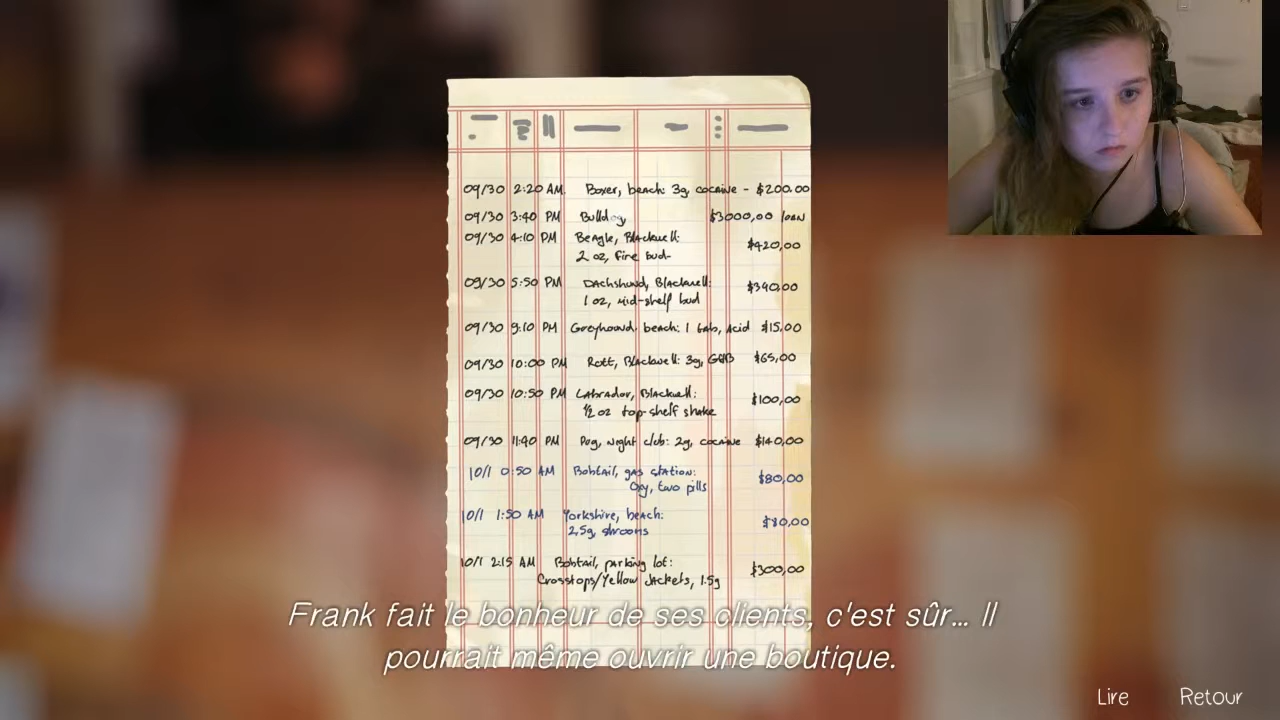 09/30 2:20 AM Boxer, beach: 3g, cocaine - $200.00
09/30 3:40 PM Bulldog $3000,00 loan
09/30 4:10 PM Beagle, Blackwell: $420,00
2 oz, fire bud-
09/30 5:50 PM Dachshund, Blackwell: $340,00
1 oz, mid-shelf bud
09/30 9:10 PM Greyhound, beach: 1 tab, acid $15.00
09/30 10:00 PM Rott, Blackwell: 3g, GHB $65,00
09/30 10:50 PM Labrador, Blackwell: $100,00
1/2 oz top-shelf shake
09/30 11:40 PM Pug, night club: 2g, cocaine $140,00
10/1 0:50 AM Bobtail, gas station: $80,00
Oxy, two pills
10/1 1:50 AM Yorkshire, beach:
2,5g, shrooms
10/1 2:15 AM Bobtail, parking lot: $300,00
Crosstops/Yellow Jackets, 1.5g
Frank fait le bonheur de ses clients, c'est sûr... Il
pourrait même ouvrir une boutique.
Lire Retour